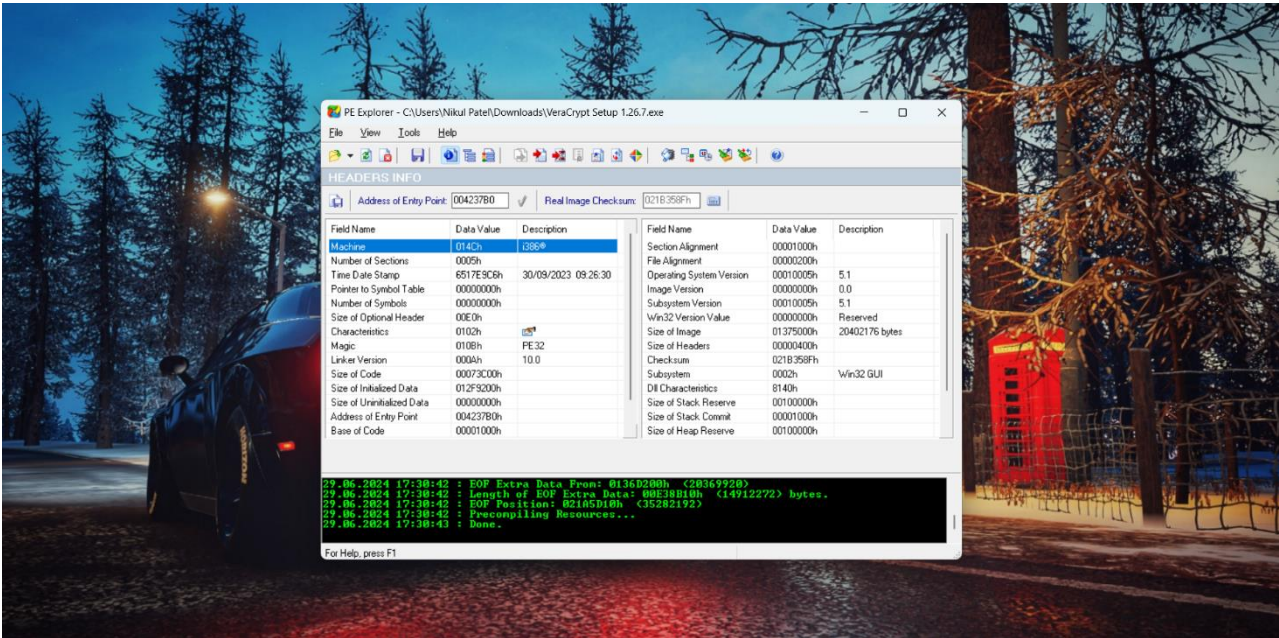 PE Explorer - C:\Users\Nikul Patel\Downloads\VeraCrypt Setup 1.26.7.exe
File View Tools Help
HEADERS INFO
Address of Entry Point: 004237B0 Real Image Checksum: 021B358Fh
Field Name Data Value Description Field Name Data Value Description
Machine 014Ch i386® Section Alignment 00001000h
Number of Sections 0005h File Alignment 00000200h
Time Date Stamp 6517E9C6h 30/09/2023 09:26:30 Operating System Version 00010005h 5.1
Pointer to Symbol Table 00000000h Image Version 00000000h 0.0
Number of Symbols 00000000h Subsystem Version 00010005h 5.1
Size of Optional Header 00E0h Win32 Version Value 00000000h Reserved
Characteristics 0102h Size of Image 01375000h 20402176 bytes
Magic 010Bh PE32 Size of Headers 00000400h
Linker Version 000Ah 10.0 Checksum 021B358Fh
Size of Code 00073C00h Subsystem 0002h Win32 GUI
Size of Initialized Data 012F9200h Dll Characteristics 8140h
Size of Uninitialized Data 00000000h Size of Stack Reserve 00100000h
Address of Entry Point 004237B0h Size of Stack Commit 00001000h
Base of Code 00001000h Size of Heap Reserve 00100000h
29.06.2024 17:30:42 : EOF Extra Data From: 0136D200h (20369920)
29.06.2024 17:30:42 : Length of EOF Extra Data: 00E38B10h (14912272) bytes.
29.06.2024 17:30:42 : EOF Position: 021A5D10h (35282192)
29.06.2024 17:30:42 : Precompiling Resources...
29.06.2024 17:30:43 : Done.
For Help, press F1